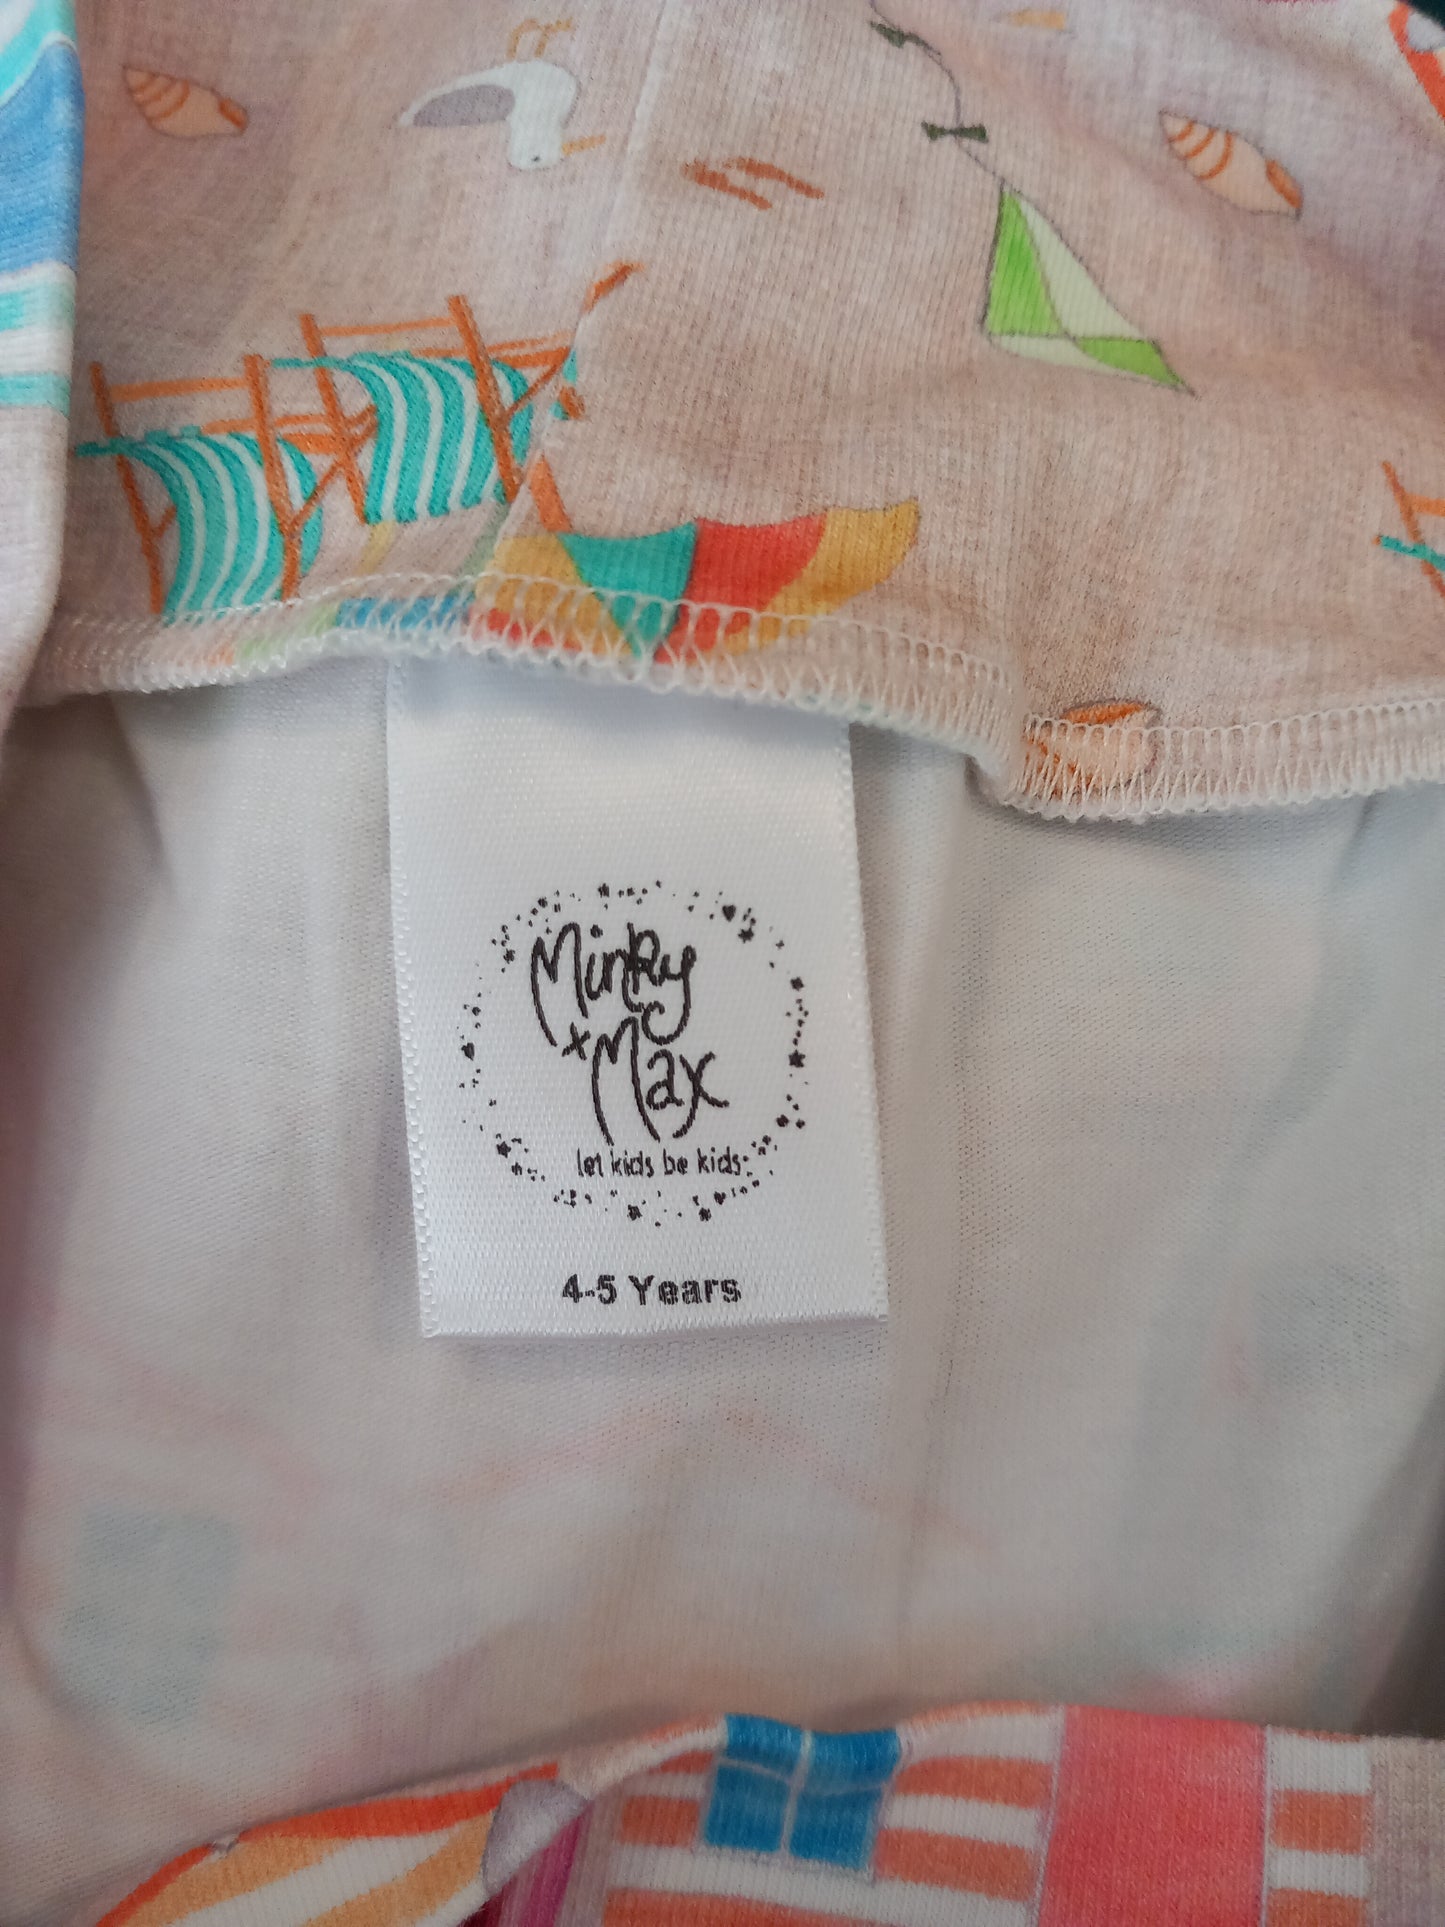 Minky
x Max
let kids be kids
4-5 Years